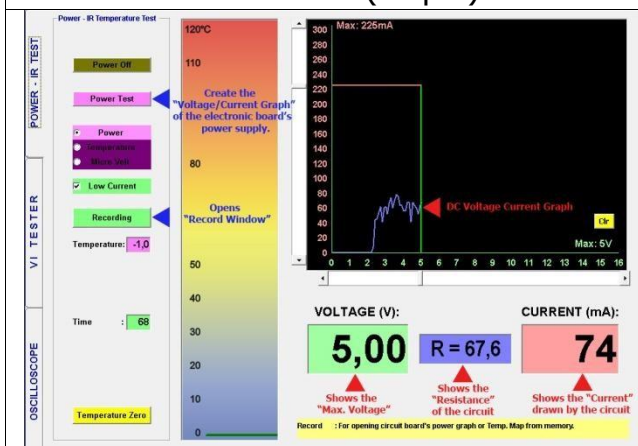 Power - IR Temperature Test
POWER - IR TEST
VI TESTER
OSCILLOSCOPE
Power Off
Power Test
Power
Temperature
Micro Volt
Low Current
Recording
Temperature: -1,0
Time : 68
Temperature Zero
120°C
110
80
50
40
30
20
10
0
Create the
"Voltage/Current Graph"
of the electronic board's
power supply.
Opens
"Record Window"
Max: 225mA
300
280
260
240
220
200
180
160
140
120
100
80
60
40
20
0
0 1 2 3 4 5 6 7 8 9 10 11 12 13 14 15 16
DC Voltage Current Graph
Clr
Max: 5V
VOLTAGE (V):
5,00
R = 67,6
CURRENT (mA):
74
Shows the
"Max. Voltage"
Shows the
"Resistance"
of the circuit
Shows the "Current"
drawn by the circuit
Record : For opening circuit board's power graph or Temp. Map from memory.